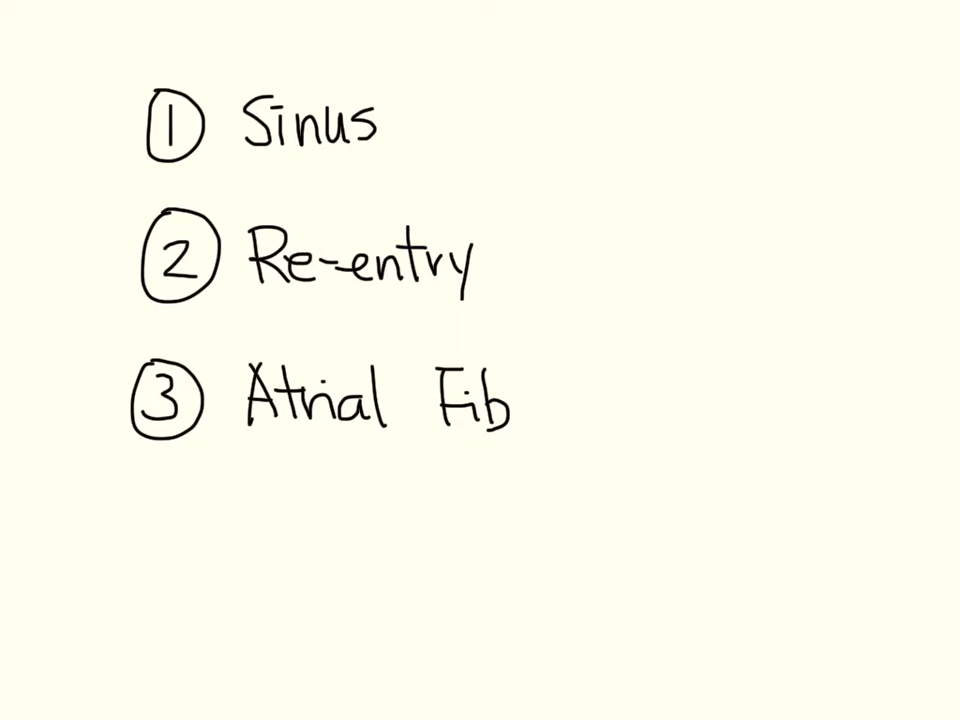 ① Sinus
② Re-entry
③ Atrial Fib